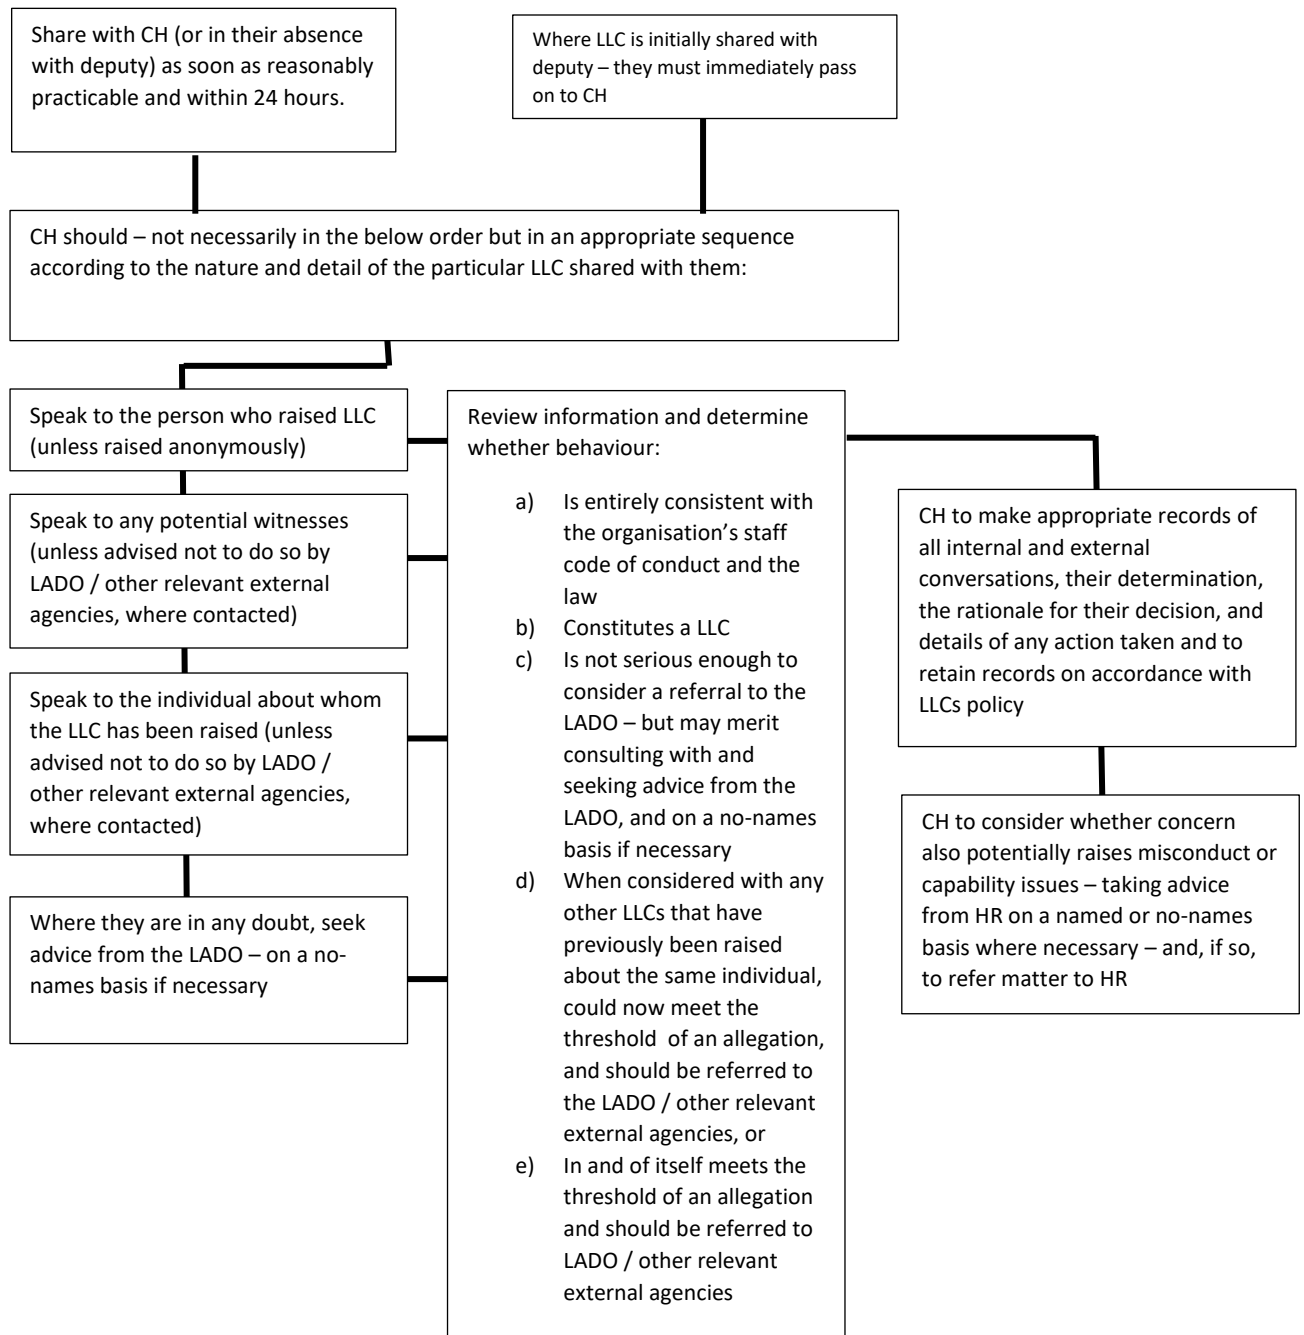 Share with CH (or in their absence
with deputy) as soon as reasonably
practicable and within 24 hours.
Where LLC is initially shared with
deputy – they must immediately pass
on to CH
CH should – not necessarily in the below order but in an appropriate sequence
according to the nature and detail of the particular LLC shared with them:
Speak to the person who raised LLC
(unless raised anonymously)
Speak to any potential witnesses
(unless advised not to do so by
LADO / other relevant external
agencies, where contacted)
Speak to the individual about whom
the LLC has been raised (unless
advised not to do so by LADO /
other relevant external agencies,
where contacted)
Where they are in any doubt, seek
advice from the LADO – on a no-
names basis if necessary
Review information and determine
whether behaviour:
a) Is entirely consistent with
the organisation’s staff
code of conduct and the
law
b) Constitutes a LLC
c) Is not serious enough to
consider a referral to the
LADO – but may merit
consulting with and
seeking advice from the
LADO, and on a no-names
basis if necessary
d) When considered with any
other LLCs that have
previously been raised
about the same individual,
could now meet the
threshold of an allegation,
and should be referred to
the LADO / other relevant
external agencies, or
e) In and of itself meets the
threshold of an allegation
and should be referred to
LADO / other relevant
external agencies
CH to make appropriate records of
all internal and external
conversations, their determination,
the rationale for their decision, and
details of any action taken and to
retain records on accordance with
LLCs policy
CH to consider whether concern
also potentially raises misconduct or
capability issues – taking advice
from HR on a named or no-names
basis where necessary – and, if so,
to refer matter to HR